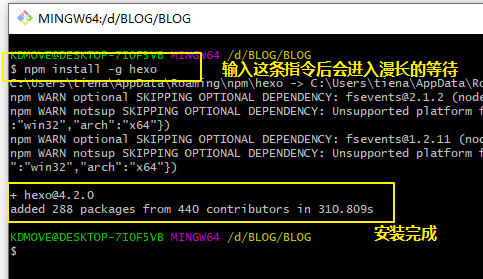 MINGW64:/d/BLOG/BLOG
KDMOVE@DESKTOP-7IOF5VB MINGW64 /d/BLOG/BLOG
$ npm install -g hexo 输入这条指令后会进入漫长的等待
C:\Users\tiena\AppData\Roaming\npm\hexo -> C:\Users\tiena\AppData\Ro
npm WARN optional SKIPPING OPTIONAL DEPENDENCY: fsevents@2.1.2 (node
npm WARN notsup SKIPPING OPTIONAL DEPENDENCY: Unsupported platform f
:"win32","arch":"x64"})
npm WARN optional SKIPPING OPTIONAL DEPENDENCY: fsevents@1.2.11 (nod
npm WARN notsup SKIPPING OPTIONAL DEPENDENCY: Unsupported platform f
":"win32","arch":"x64"})
+ hexo@4.2.0
added 288 packages from 440 contributors in 310.809s
安装完成
KDMOVE@DESKTOP-7IOF5VB MINGW64 /d/BLOG/BLOG
$